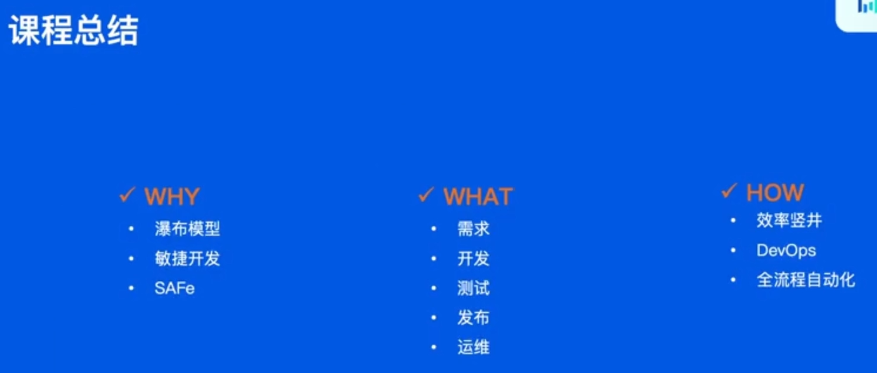 课程总结
✓ WHY
• 瀑布模型
• 敏捷开发
• SAFe
✓ WHAT
• 需求
• 开发
• 测试
• 发布
• 运维
✓ HOW
• 效率竖井
• DevOps
• 全流程自动化